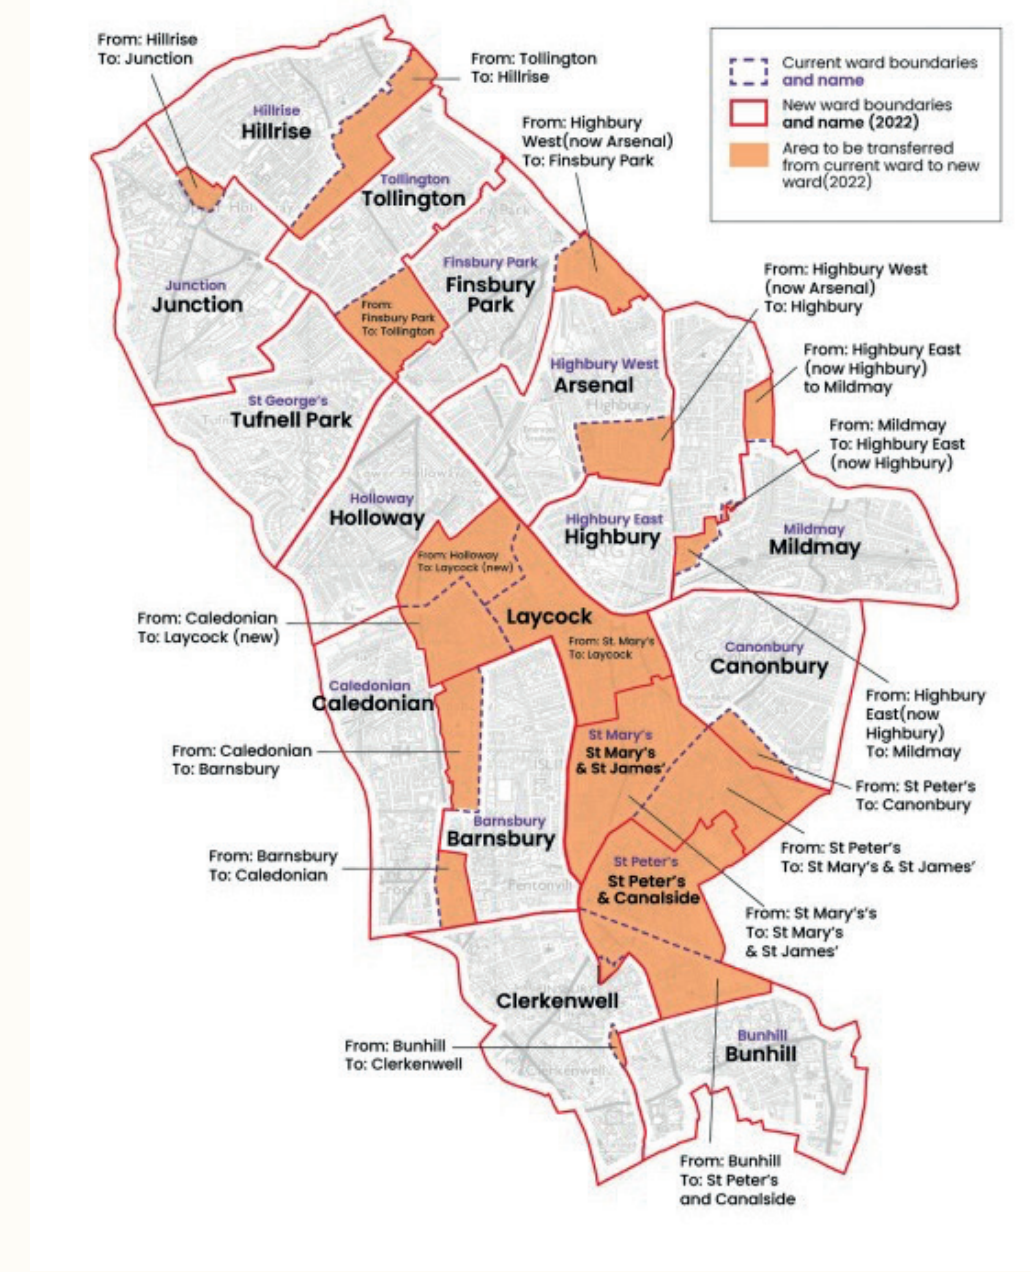 From: Hillrise
To: Junction
From: Tollington
To: Hillrise
Current ward boundaries
and name
New ward boundaries
and name (2022)
Area to be transferred
from current ward to new
ward(2022)
Hillrise
Hillrise
From: Highbury
West(now Arsenal)
To: Finsbury Park
Tollington
Tollington
Finsbury Park
Finsbury
Park
Junction
Junction
From:
Finsbury Park
To: Tollington
From: Highbury West
(now Arsenal)
To: Highbury
From: Highbury East
(now Highbury)
to Mildmay
Highbury West
Arsenal
Highbury
St George's
Tufnell Park
From: Mildmay
To: Highbury East
(now Highbury)
Holloway
Holloway
Highbury East
Highbury
Mildmay
Mildmay
From: Holloway
To: Laycock (new)
From: Caledonian
To: Laycock (new)
Laycock
From: St. Mary's
To: Laycock
Canonbury
Canonbury
Caledonian
Caledonian
From: Highbury
East(now
Highbury)
To: Mildmay
St Mary's
St Mary's
& St James'
From: Caledonian
To: Barnsbury
From: St Peter's
To: Canonbury
Barnsbury
Barnsbury
From: St Peter's
To: St Mary's & St James'
From: Barnsbury
To: Caledonian
St Peter's
St Peter's
& Canalside
From: St Mary's's
To: St Mary's
& St James'
Clerkenwell
From: Bunhill
To: Clerkenwell
Clerkenwell
Bunhill
Bunhill
From: Bunhill
To: St Peter's
and Canalside